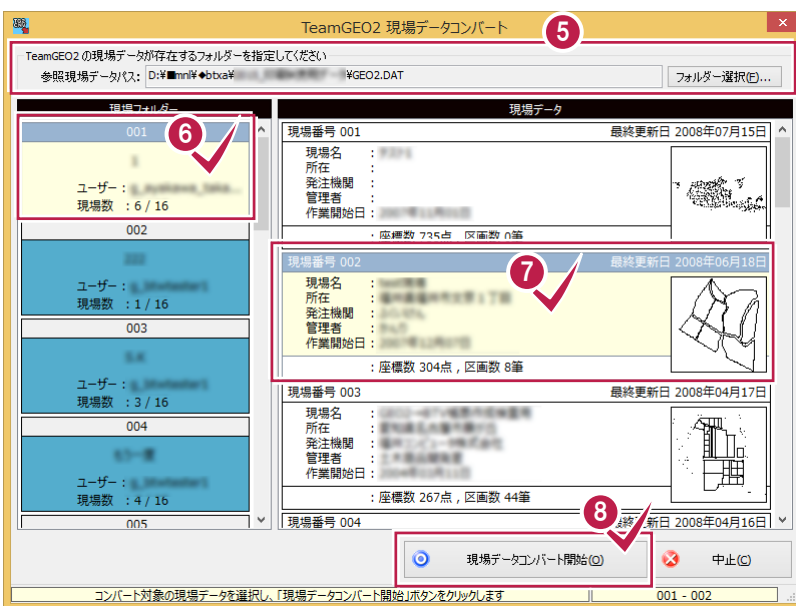 TeamGEO2 現場データコンバート
5
TeamGEO2 の現場データが存在するフォルダーを指定してください
参照現場データパス: D:¥■mnl¥◆btxa¥ ¥GEO2.DAT
フォルダー選択(F)...
現場フォルダー
現場データ
001
6
1
ユーザー :
現場数 : 6 / 16
002
222
ユーザー :
現場数 : 1 / 16
003
ユーザー :
現場数 : 3 / 16
004
ユーザー :
現場数 : 4 / 16
005
現場番号 001 最終更新日 2008年07月15日
現場名 :
所在 :
発注機関 :
管理者 :
作業開始日 :
: 座標数 735点 , 区画数 0筆
現場番号 002 最終更新日 2008年06月18日
7
現場名 :
所在 :
発注機関 :
管理者 :
作業開始日 :
: 座標数 304点 , 区画数 8筆
現場番号 003 最終更新日 2008年04月17日
現場名 :
所在 :
発注機関 :
管理者 :
作業開始日 :
: 座標数 267点 , 区画数 44筆
現場番号 004 最終更新日 2008年04月16日
8
現場データコンバート開始(O)
中止(C)
コンバート対象の現場データを選択し、「現場データコンバート開始」ボタンをクリックします
001 - 002